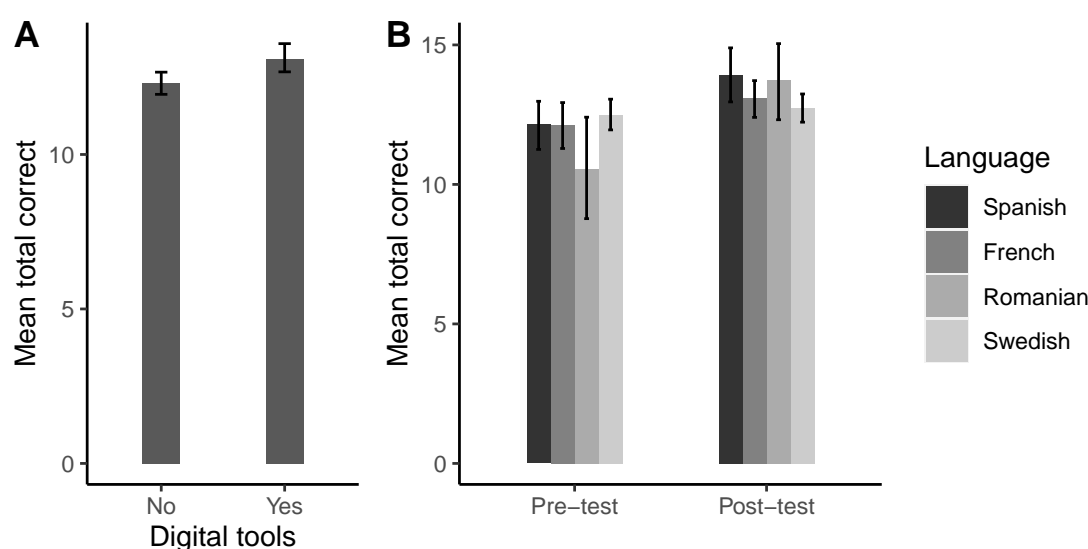 A
Mean total correct
10
5
0
No Yes
Digital tools
B
Mean total correct
15
10
5
0
Pre−test Post−test
Language
Spanish
French
Romanian
Swedish